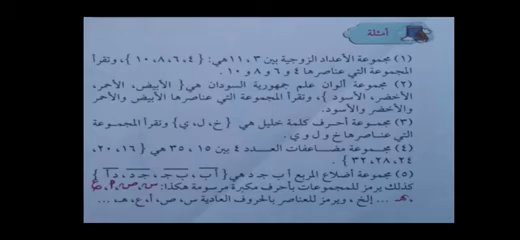 أمثلة
(١) مجموعة الأعداد الزوجية بين ٣ ، ١١ هي: { ٤، ٦، ٨، ١٠ }، وتقرأ
المجموعة التي عناصرها ٤ و ٦ و ٨ و ١٠ .
(٢) مجموعة ألوان علم جمهورية السودان هي { الأبيض، الأحمر،
الأخضر، الأسود }، وتقرأ المجموعة التي عناصرها الأبيض والأحمر
والأخضر والأسود.
(٣) مجموعة أحرف كلمة خليل هي { خ، ل، ي } وتقرأ المجموعة
التي عناصرها خ و ل و ي .
(٤) مجموعة مضاعفات العدد ٤ بين ١٥ ، ٣٥ هي {١٦، ٢٠،
٢٤، ٢٨، ٣٢ } .
(٥) مجموعة أضلاع المربع أ ب جـ د هي { أ ب ، ب جـ ، جـ د ، د أ }
كذلك يرمز للمجموعات بأحرف مكبرة مرسومة هكذا: س، ص، م،
... إلخ ، ويرمز للعناصر بالحروف العادية س، ص، أ، ع، هـ، ...